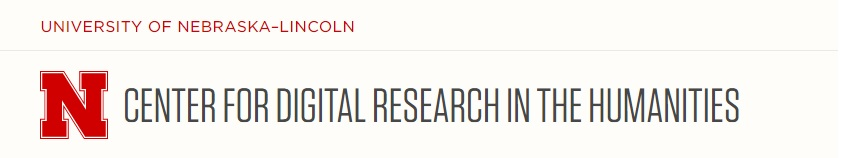 UNIVERSITY OF NEBRASKA–LINCOLN
N CENTER FOR DIGITAL RESEARCH IN THE HUMANITIES